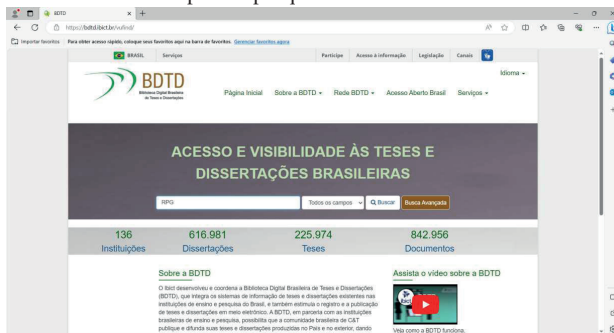 BDTD
https://bdtd.ibict.br/vufind/
Importar favoritos Para obter acesso rápido, coloque seus favoritos aqui na barra de favoritos. Gerenciar favoritos agora
BRASIL Serviços Participe Acesso à informação Legislação Canais
Idioma
BDTD
Biblioteca Digital Brasileira
de Teses e Dissertações
Página Inicial Sobre a BDTD Rede BDTD Acesso Aberto Brasil Serviços
ACESSO E VISIBILIDADE ÀS TESES E
DISSERTAÇÕES BRASILEIRAS
RPG Todos os campos Buscar Busca Avançada
136 616.981 225.974 842.956
Instituições Dissertações Teses Documentos
Sobre a BDTD Assista o vídeo sobre a BDTD
O Ibict desenvolveu e coordena a Biblioteca Digital Brasileira de Teses e Dissertações
(BDTD), que integra os sistemas de informação de teses e dissertações existentes nas
instituições de ensino e pesquisa do Brasil, e também estimula o registro e a publicação
de teses e dissertações em meio eletrônico. A BDTD, em parceria com as instituições
brasileiras de ensino e pesquisa, possibilita que a comunidade brasileira de C&T
publique e difunda suas teses e dissertações produzidas no País e no exterior, dando
ibict
Veja como a BDTD funciona.